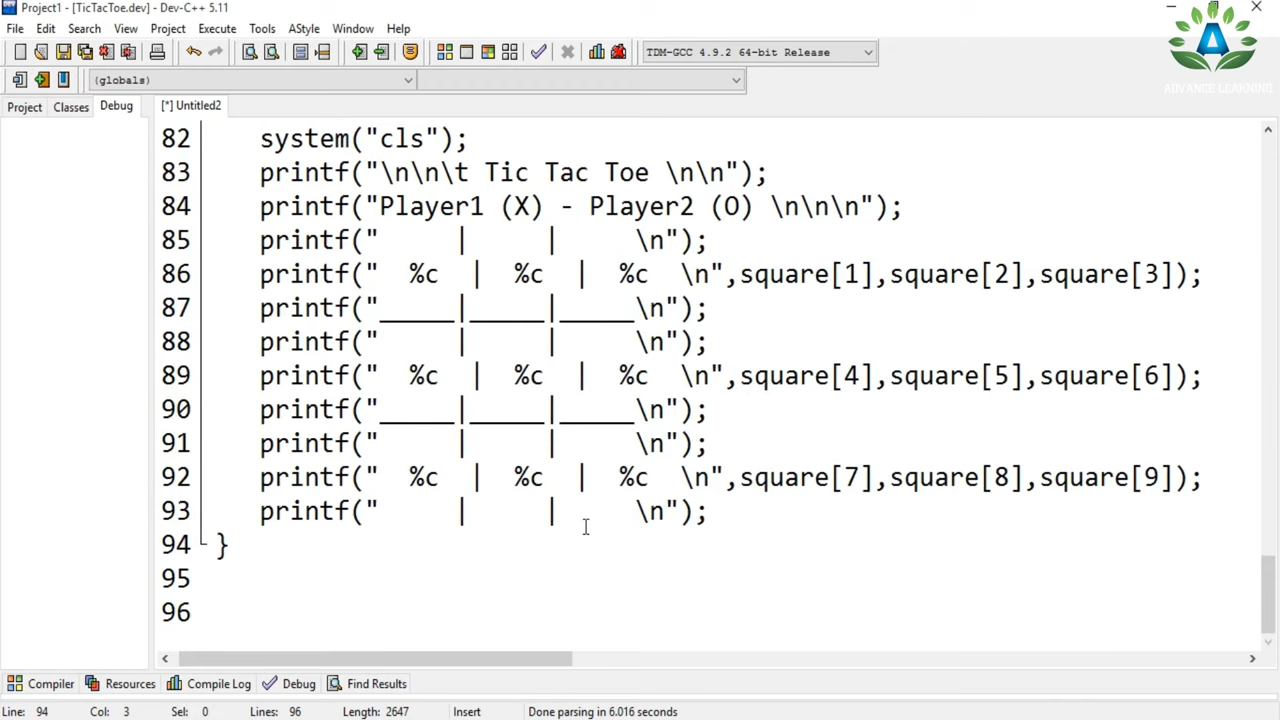 Project1 - [TicTacToe.dev] - Dev-C++ 5.11
File Edit Search View Project Execute Tools AStyle Window Help
TDM-GCC 4.9.2 64-bit Release
(globals)
ADVANCE LEARNING
Project Classes Debug [*] Untitled2
82 system("cls");
83 printf("\n\n\t Tic Tac Toe \n\n");
84 printf("Player1 (X) - Player2 (O) \n\n\n");
85 printf("     |     |     \n");
86 printf("  %c  |  %c  |  %c  \n",square[1],square[2],square[3]);
87 printf("_____|_____|_____\n");
88 printf("     |     |     \n");
89 printf("  %c  |  %c  |  %c  \n",square[4],square[5],square[6]);
90 printf("_____|_____|_____\n");
91 printf("     |     |     \n");
92 printf("  %c  |  %c  |  %c  \n",square[7],square[8],square[9]);
93 printf("     |     |     \n");
94 }
95
96
Compiler Resources Compile Log Debug Find Results
Line: 94 Col: 3 Sel: 0 Lines: 96 Length: 2647 Insert Done parsing in 6.016 seconds